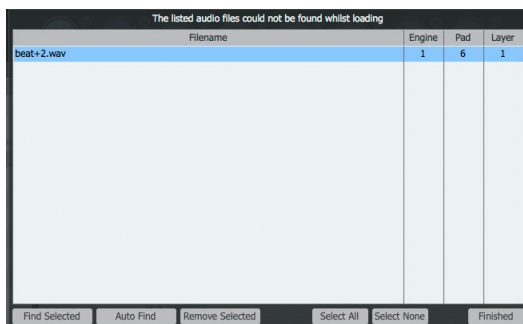 The listed audio files could not be found whilst loading
Filename Engine Pad Layer
beat+2.wav 1 6 1
Find Selected Auto Find Remove Selected Select All Select None Finished